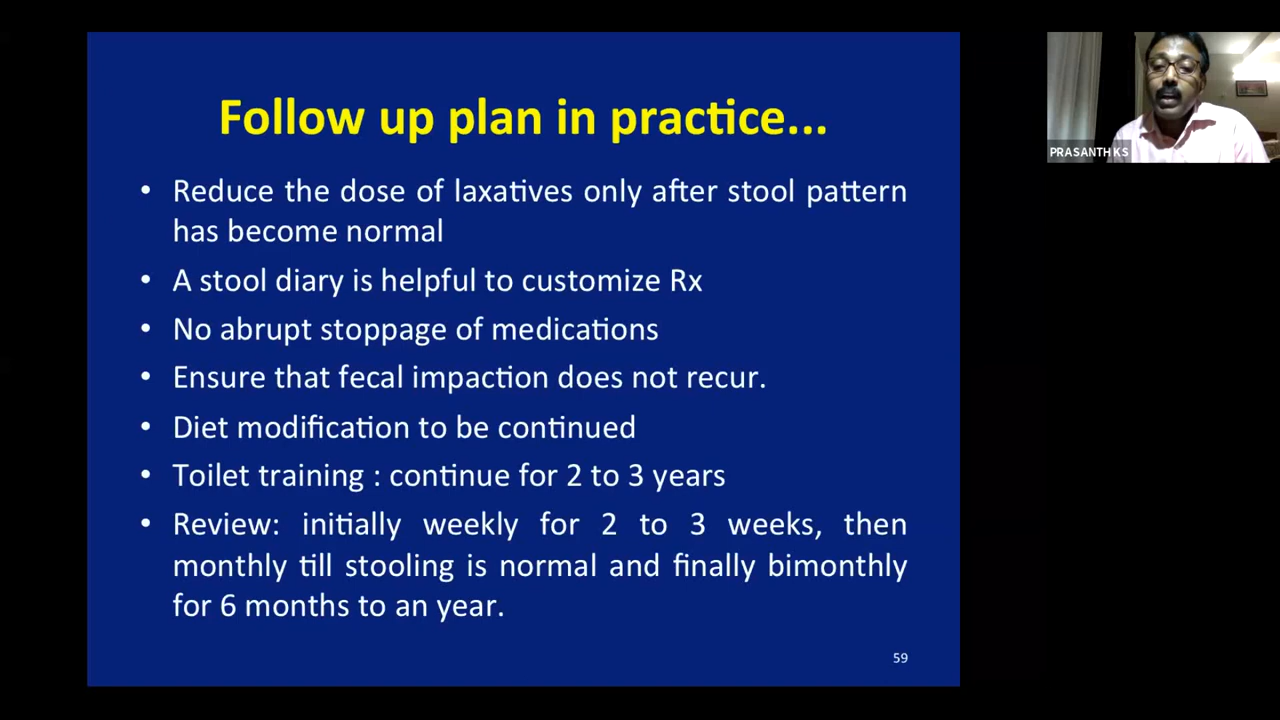 Follow up plan in practice...
• Reduce the dose of laxatives only after stool pattern
has become normal
• A stool diary is helpful to customize Rx
• No abrupt stoppage of medications
• Ensure that fecal impaction does not recur.
• Diet modification to be continued
• Toilet training : continue for 2 to 3 years
• Review: initially weekly for 2 to 3 weeks, then
monthly till stooling is normal and finally bimonthly
for 6 months to an year.
59
PRASANTH KS